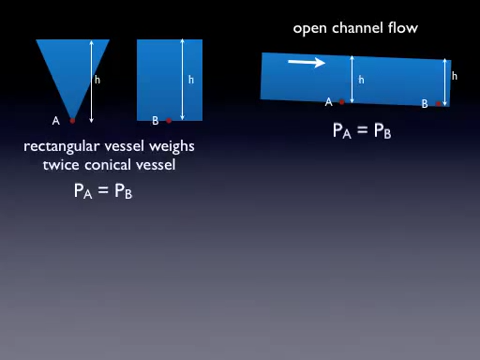 open channel flow
h
h
h
h
A
B
A
B
rectangular vessel weighs
twice conical vessel
PA = PB
PA = PB